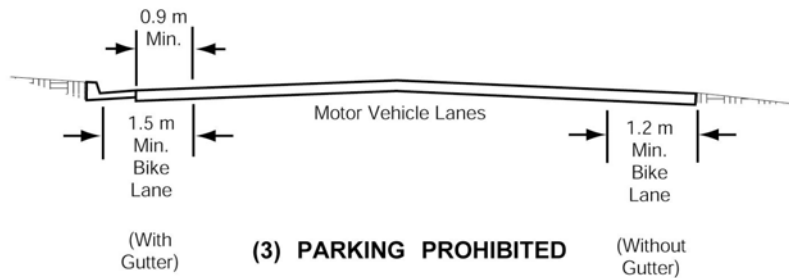 0.9 m
Min.
Motor Vehicle Lanes
1.5 m
Min.
Bike
Lane
(With
Gutter)
1.2 m
Min.
Bike
Lane
(Without
Gutter)
(3) PARKING PROHIBITED